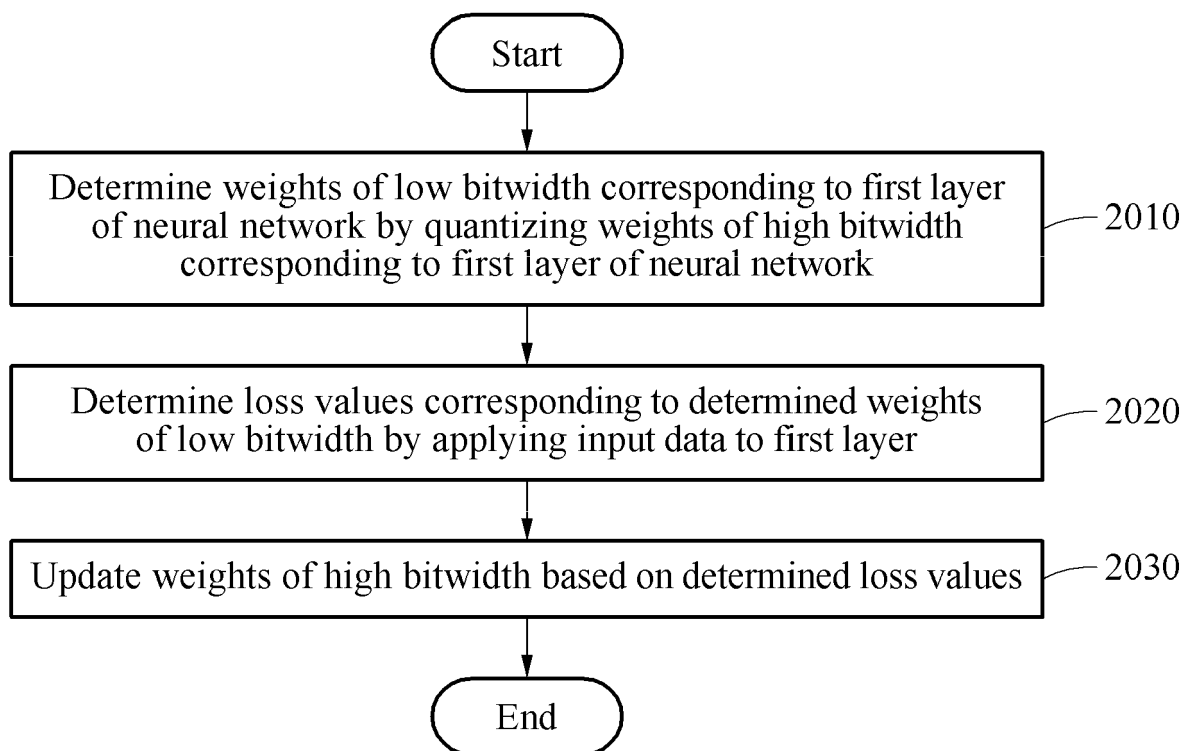 Start
Determine weights of low bitwidth corresponding to first layer
of neural network by quantizing weights of high bitwidth
corresponding to first layer of neural network
2010
Determine loss values corresponding to determined weights
of low bitwidth by applying input data to first layer
2020
Update weights of high bitwidth based on determined loss values
2030
End